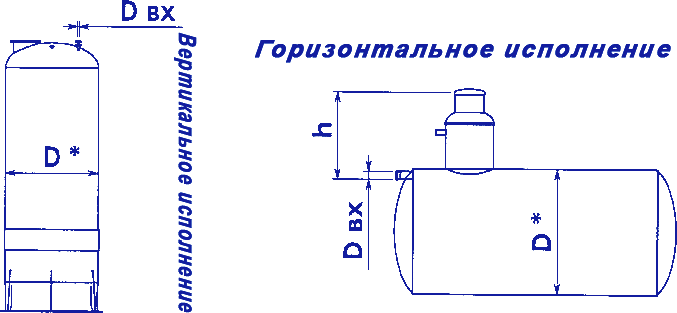 D вх
Вертикальное исполнение
D *
Горизонтальное исполнение
h
D вх
D *